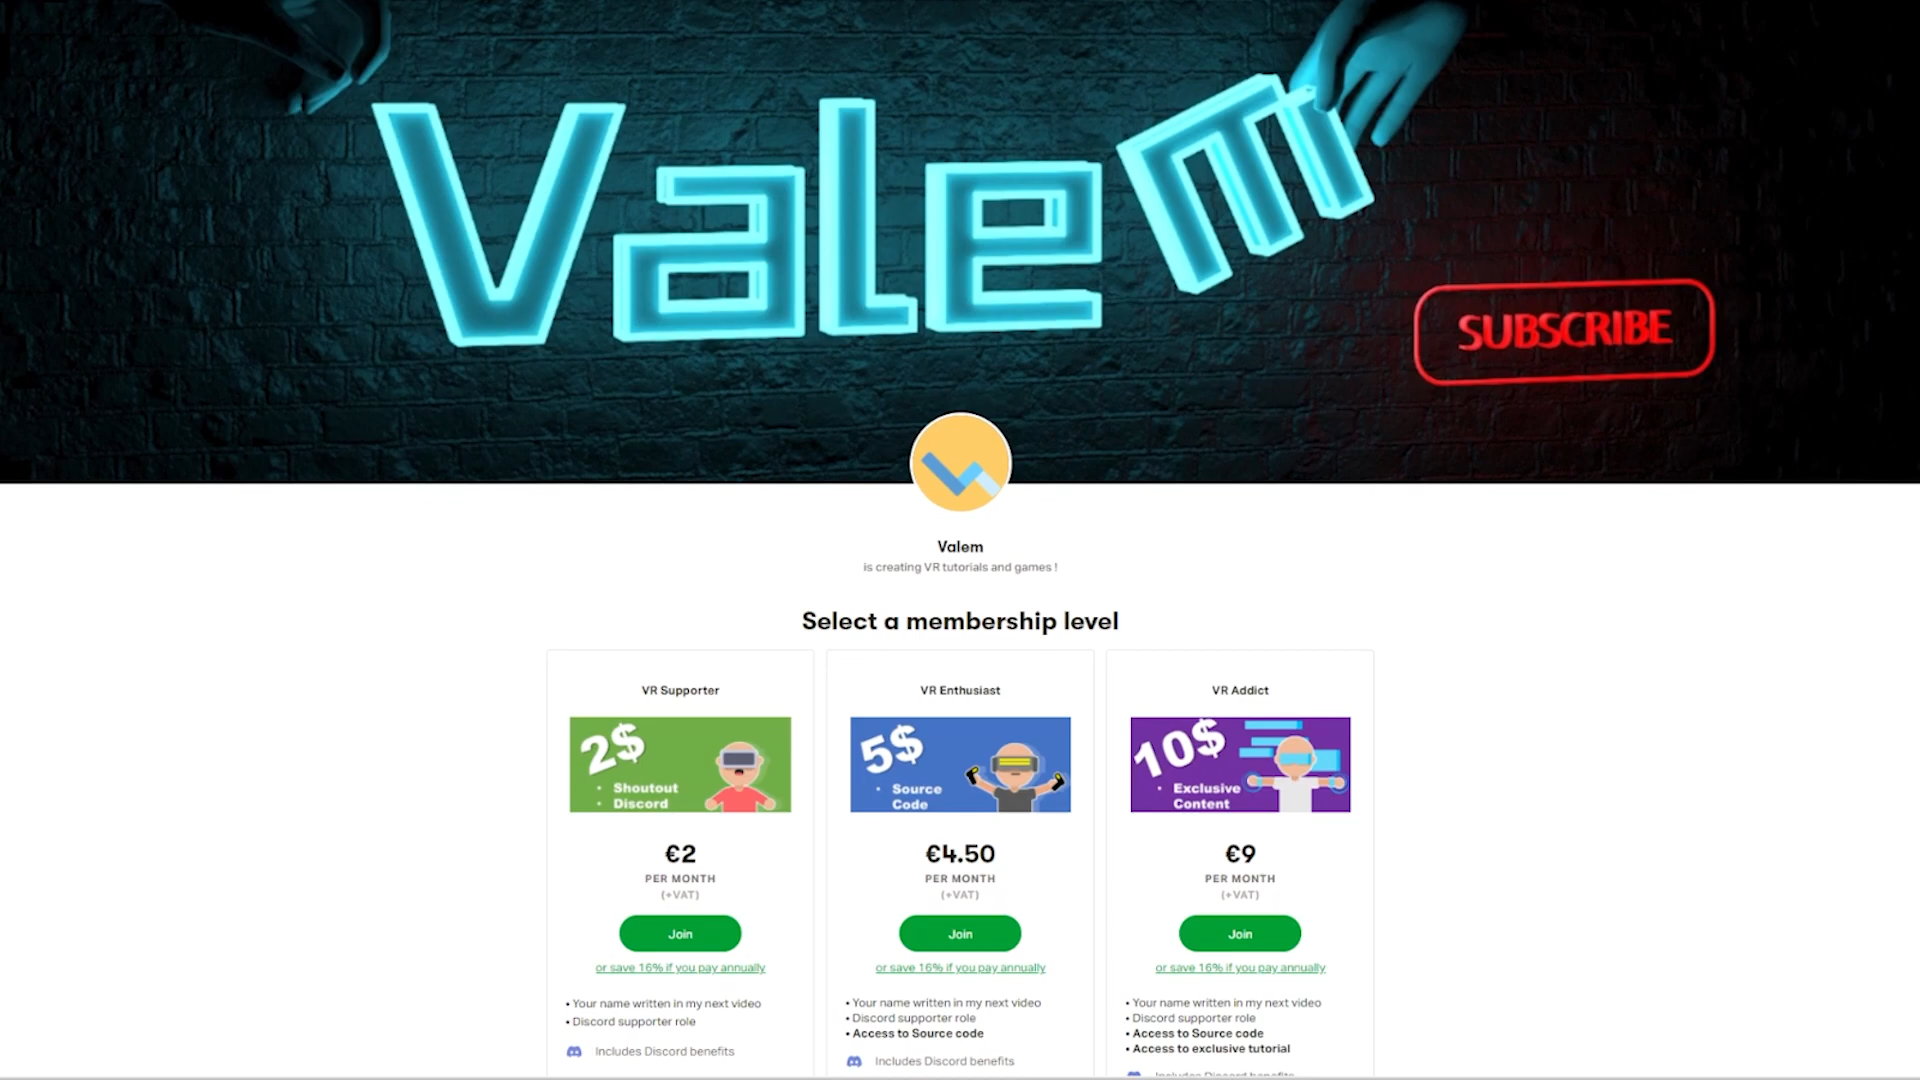 Valem
SUBSCRIBE
Valem
is creating VR tutorials and games !
Select a membership level
VR Supporter
2$
• Shoutout
• Discord
€2
PER MONTH
(+VAT)
Join
or save 16% if you pay annually
• Your name written in my next video
• Discord supporter role
Includes Discord benefits
VR Enthusiast
5$
• Source
Code
€4.50
PER MONTH
(+VAT)
Join
or save 16% if you pay annually
• Your name written in my next video
• Discord supporter role
• Access to Source code
Includes Discord benefits
VR Addict
10$
• Exclusive
Content
€9
PER MONTH
(+VAT)
Join
or save 16% if you pay annually
• Your name written in my next video
• Discord supporter role
• Access to Source code
• Access to exclusive tutorial
Includes Discord benefits